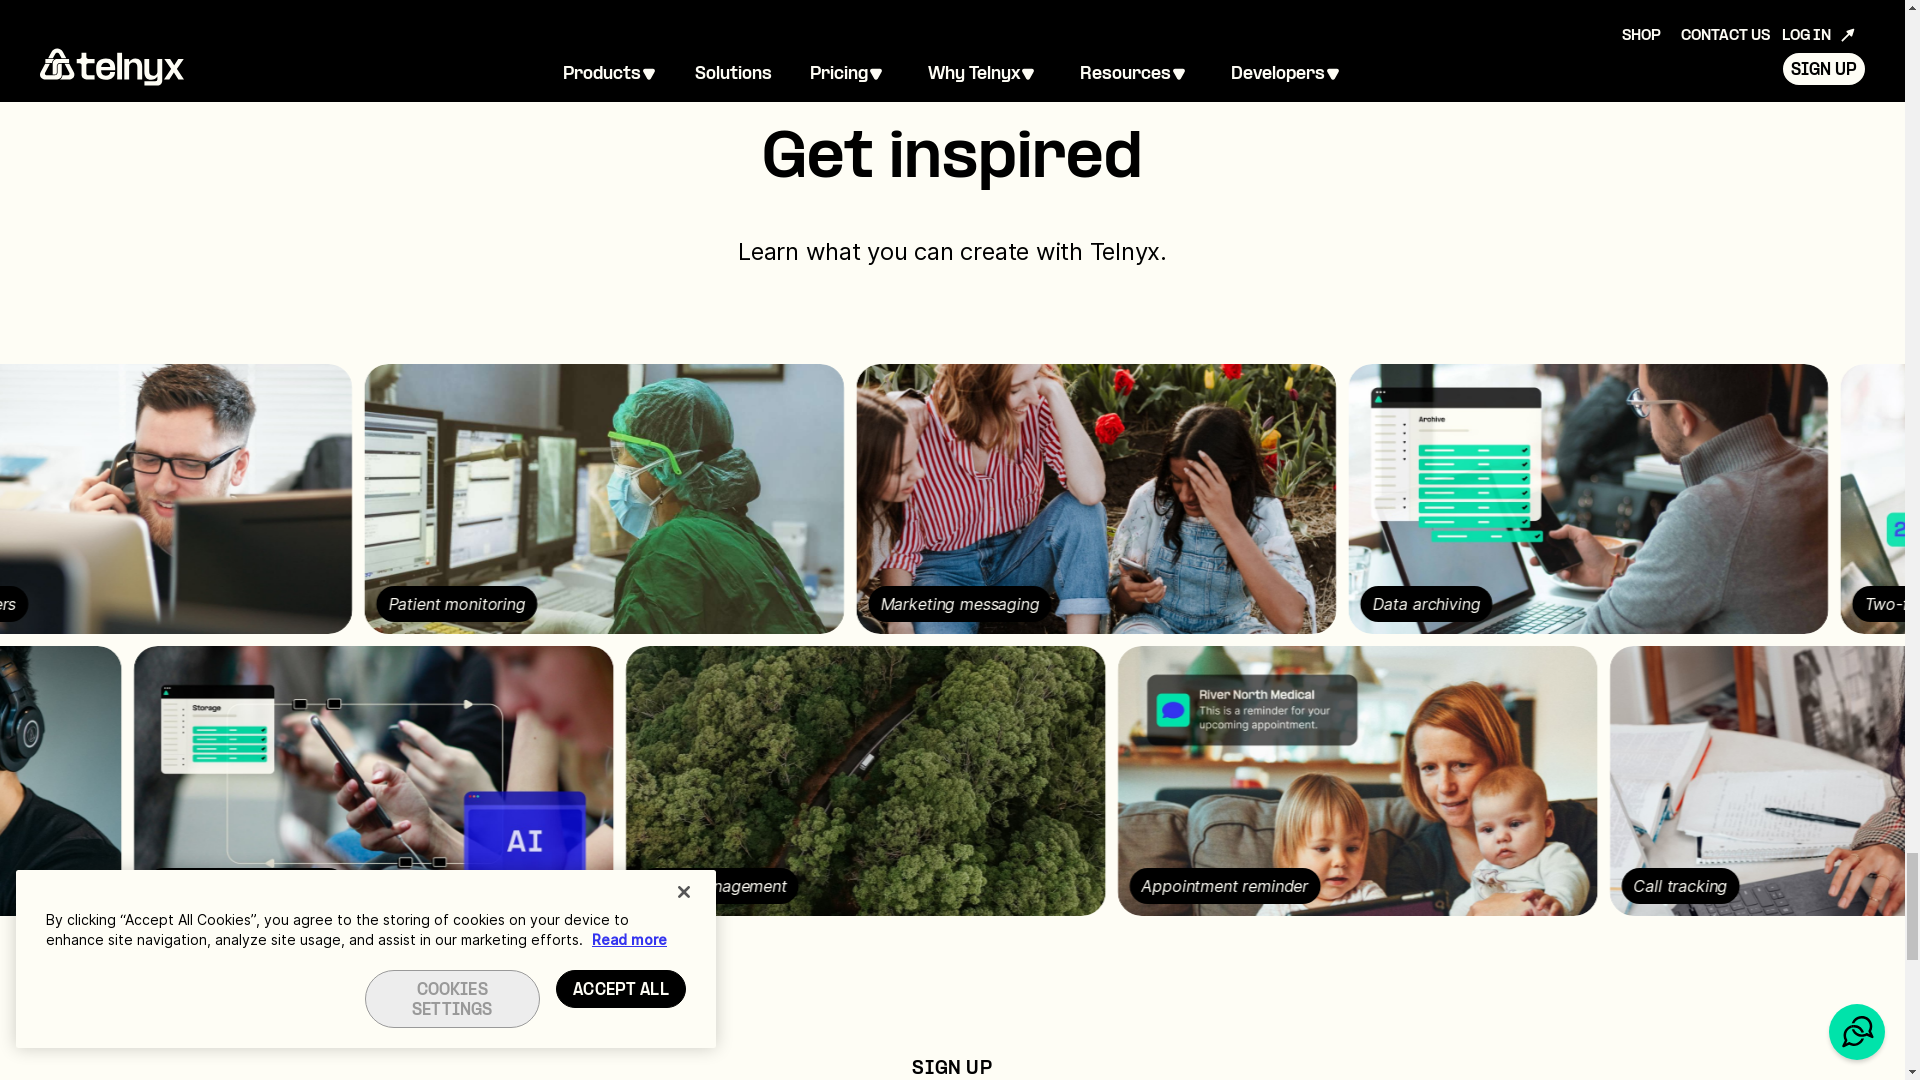 SHOP CONTACT US LOG IN
telnyx
Products Solutions Pricing Why Telnyx Resources Developers
SIGN UP
Get inspired
Learn what you can create with Telnyx.
Archive
ers
Patient monitoring
Marketing messaging
Data archiving
Two-
Storage
AI
River North Medical
This is a reminder for your
upcoming appointment.
nagement
Appointment reminder
Call tracking
By clicking “Accept All Cookies”, you agree to the storing of cookies on your device to
enhance site navigation, analyze site usage, and assist in our marketing efforts. Read more
COOKIES
SETTINGS
ACCEPT ALL
SIGN UP